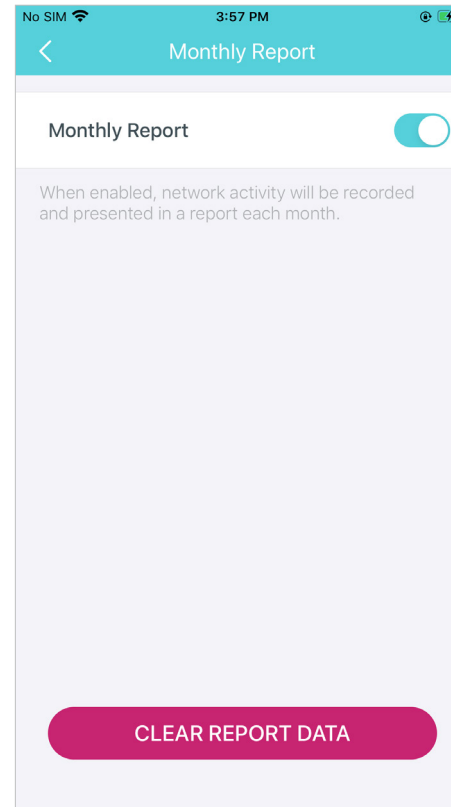 No SIM 3:57 PM
Monthly Report
Monthly Report
When enabled, network activity will be recorded
and presented in a report each month.
CLEAR REPORT DATA